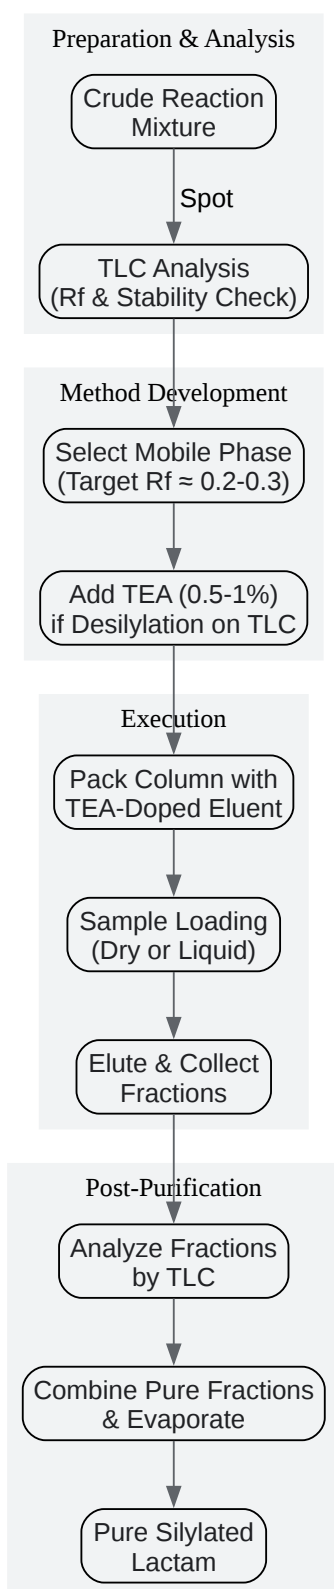 Preparation & Analysis
Crude Reaction
Mixture
Spot
TLC Analysis
(Rf & Stability Check)
Method Development
Select Mobile Phase
(Target Rf ≈ 0.2-0.3)
Add TEA (0.5-1%)
if Desilylation on TLC
Execution
Pack Column with
TEA-Doped Eluent
Sample Loading
(Dry or Liquid)
Elute & Collect
Fractions
Post-Purification
Analyze Fractions
by TLC
Combine Pure Fractions
& Evaporate
Pure Silylated
Lactam